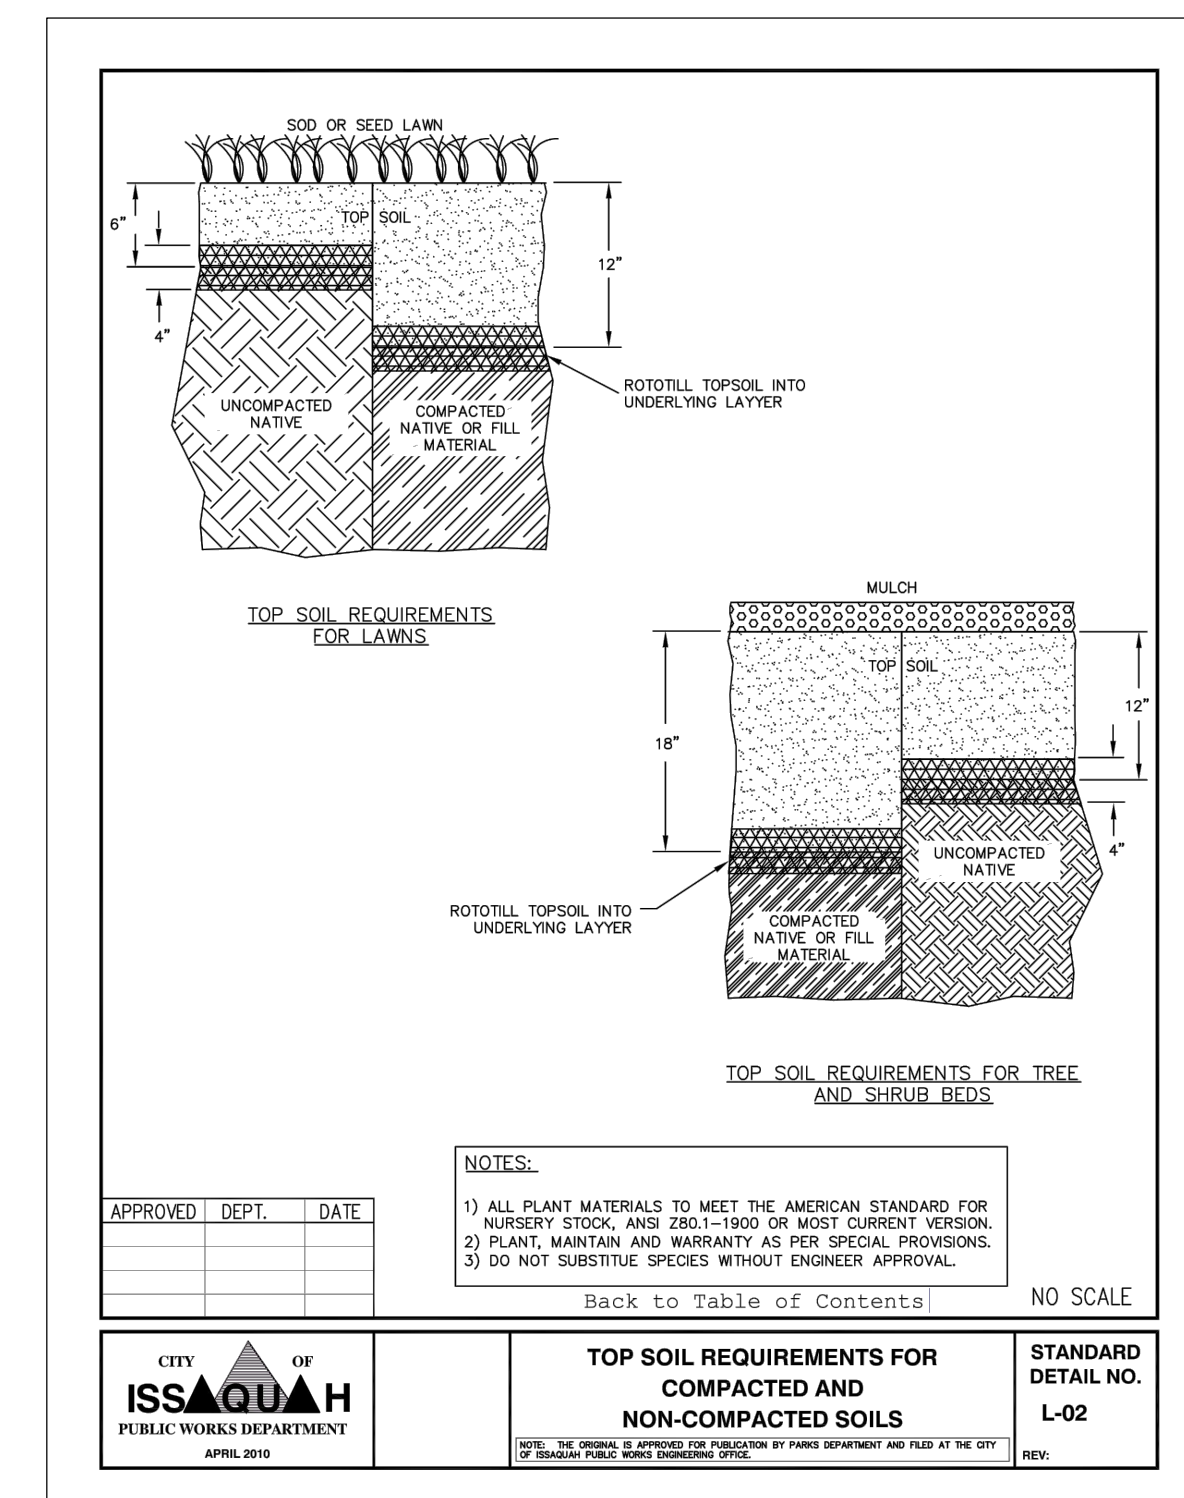 SOD OR SEED LAWN
6"
TOP SOIL
12"
4"
ROTOTILL TOPSOIL INTO
UNDERLYING LAYYER
UNCOMPACTED
NATIVE
COMPACTED
NATIVE OR FILL
MATERIAL
TOP SOIL REQUIREMENTS
FOR LAWNS
MULCH
TOP SOIL
12"
18"
4"
UNCOMPACTED
NATIVE
ROTOTILL TOPSOIL INTO
UNDERLYING LAYYER
COMPACTED
NATIVE OR FILL
MATERIAL
TOP SOIL REQUIREMENTS FOR TREE
AND SHRUB BEDS
NOTES:
1) ALL PLANT MATERIALS TO MEET THE AMERICAN STANDARD FOR
NURSERY STOCK, ANSI Z80.1-1900 OR MOST CURRENT VERSION.
2) PLANT, MAINTAIN AND WARRANTY AS PER SPECIAL PROVISIONS.
3) DO NOT SUBSTITUE SPECIES WITHOUT ENGINEER APPROVAL.
APPROVED DEPT. DATE
Back to Table of Contents
NO SCALE
CITY OF
ISSAQUAH
PUBLIC WORKS DEPARTMENT
APRIL 2010
TOP SOIL REQUIREMENTS FOR
COMPACTED AND
NON-COMPACTED SOILS
NOTE: THE ORIGINAL IS APPROVED FOR PUBLICATION BY PARKS DEPARTMENT AND FILED AT THE CITY
OF ISSAQUAH PUBLIC WORKS ENGINEERING OFFICE.
STANDARD
DETAIL NO.
L-02
REV: